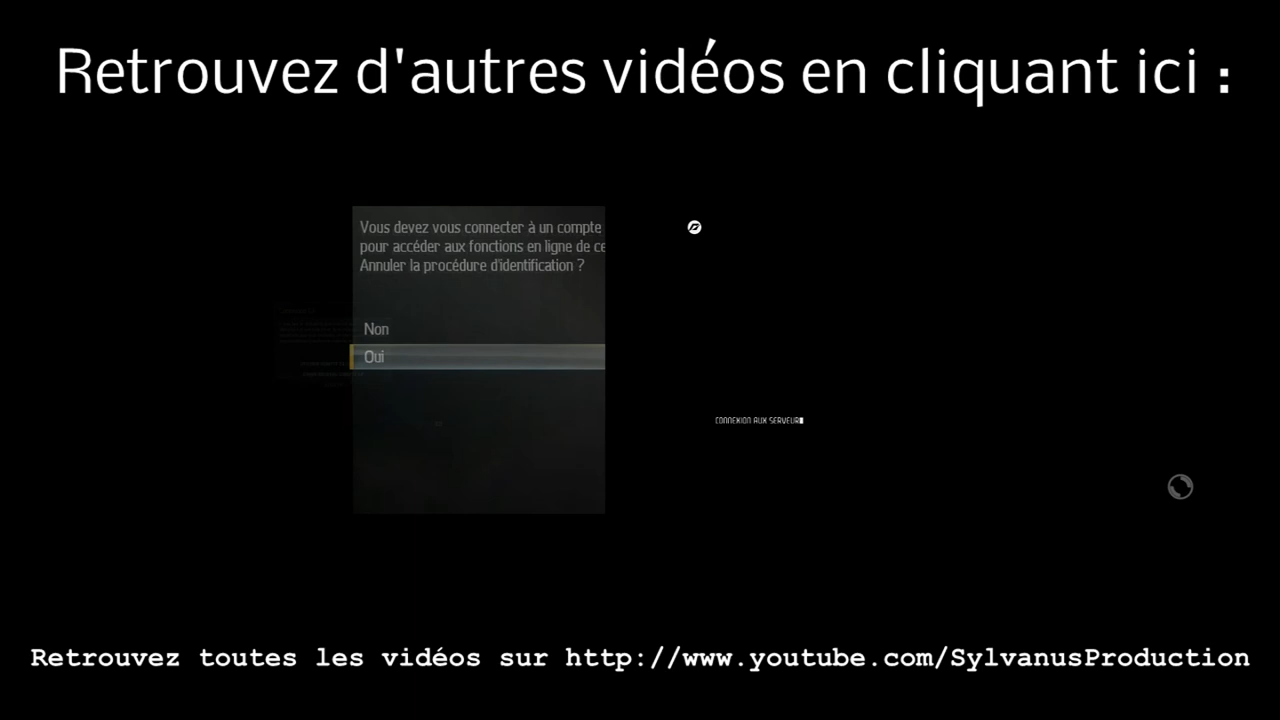 Retrouvez d'autres vidéos en cliquant ici :
Vous devez vous connecter à un compte
pour accéder aux fonctions en ligne de ce
Annuler la procédure d'identification ?
Non
Oui
CONNEXION AUX SERVEUR
Retrouvez toutes les vidéos sur http://www.youtube.com/SylvanusProduction